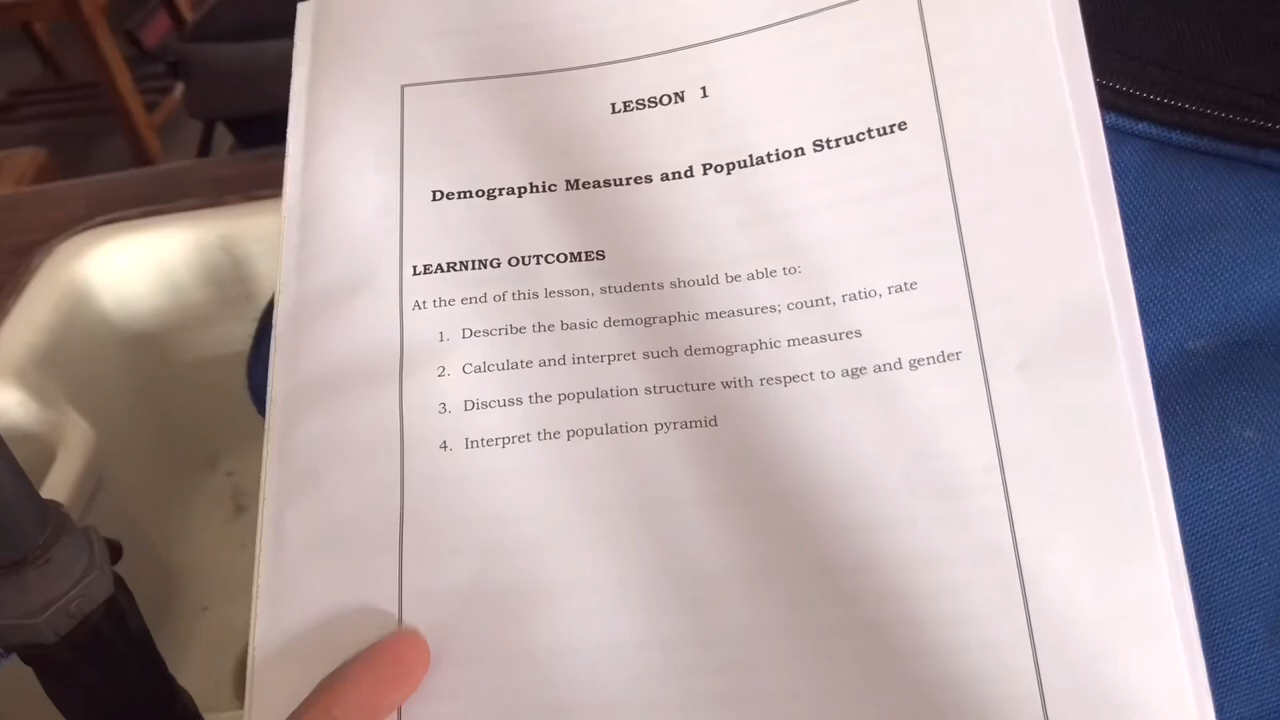 LESSON 1
Demographic Measures and Population Structure
LEARNING OUTCOMES
At the end of this lesson, students should be able to:
1. Describe the basic demographic measures; count, ratio, rate
2. Calculate and interpret such demographic measures
3. Discuss the population structure with respect to age and gender
4. Interpret the population pyramid